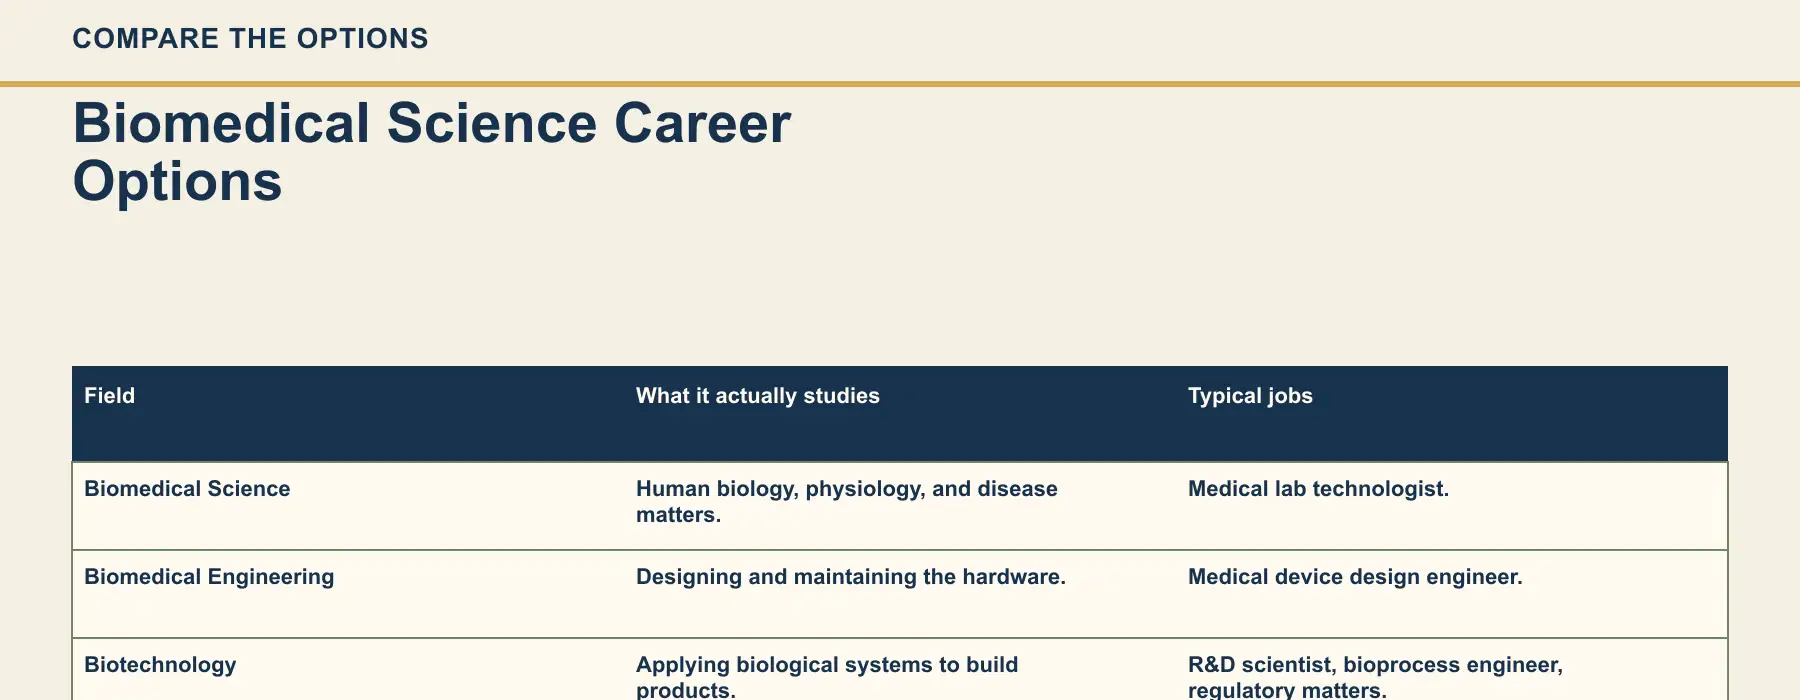 COMPARE THE OPTIONS
Biomedical Science Career
Options
Field
What it actually studies
Typical jobs
Biomedical Science
Human biology, physiology, and disease
matters.
Medical lab technologist.
Biomedical Engineering
Designing and maintaining the hardware.
Medical device design engineer.
Biotechnology
Applying biological systems to build
products.
R&D scientist, bioprocess engineer,
regulatory matters.